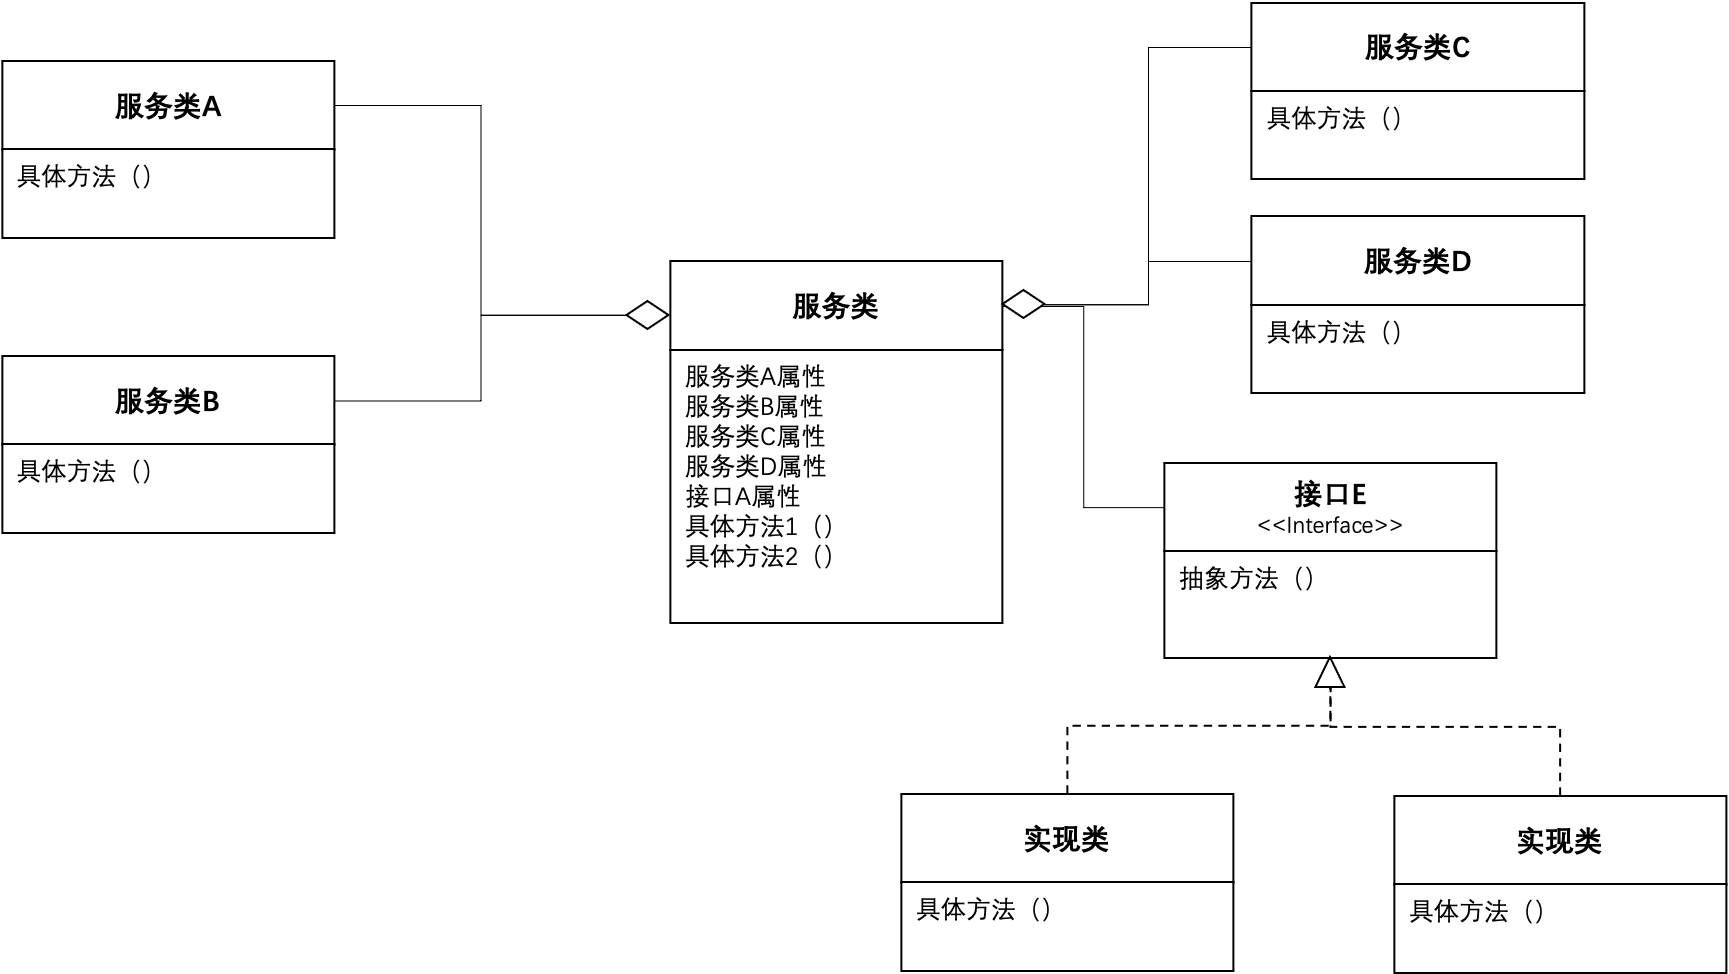 服务类A
具体方法（）
服务类B
具体方法（）
服务类
服务类A属性
服务类B属性
服务类C属性
服务类D属性
接口A属性
具体方法1（）
具体方法2（）
服务类C
具体方法（）
服务类D
具体方法（）
接口E
<<Interface>>
抽象方法（）
实现类
具体方法（）
实现类
具体方法（）